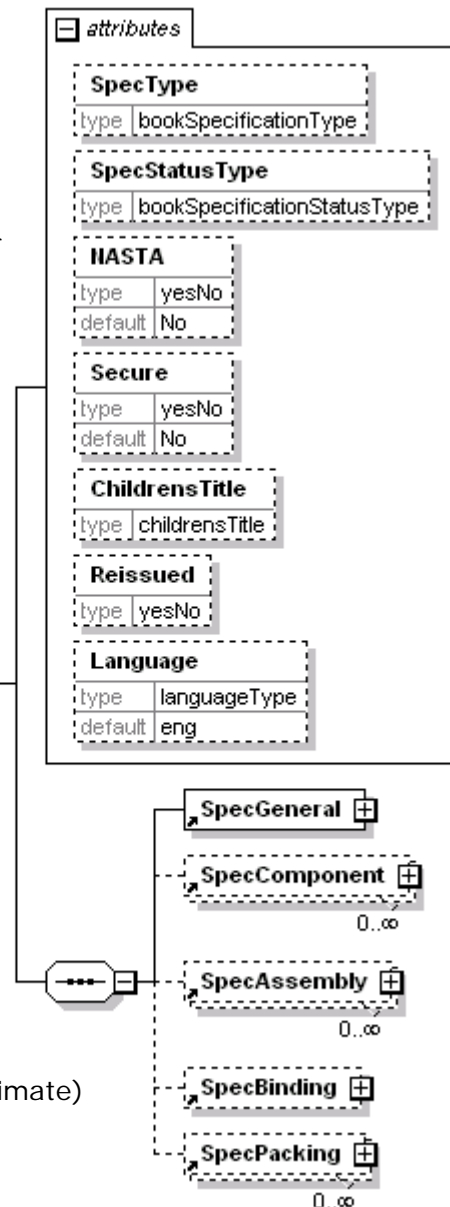 attributes
SpecType
type bookSpecificationType
SpecStatusType
type bookSpecificationStatusType
NASTA
type yesNo
default No
Secure
type yesNo
default No
ChildrensTitle
type childrensTitle
Reissued
type yesNo
Language
type languageType
default eng
SpecGeneral
SpecComponent
0..∞
SpecAssembly
0..∞
SpecBinding
imate)
SpecPacking
0..∞